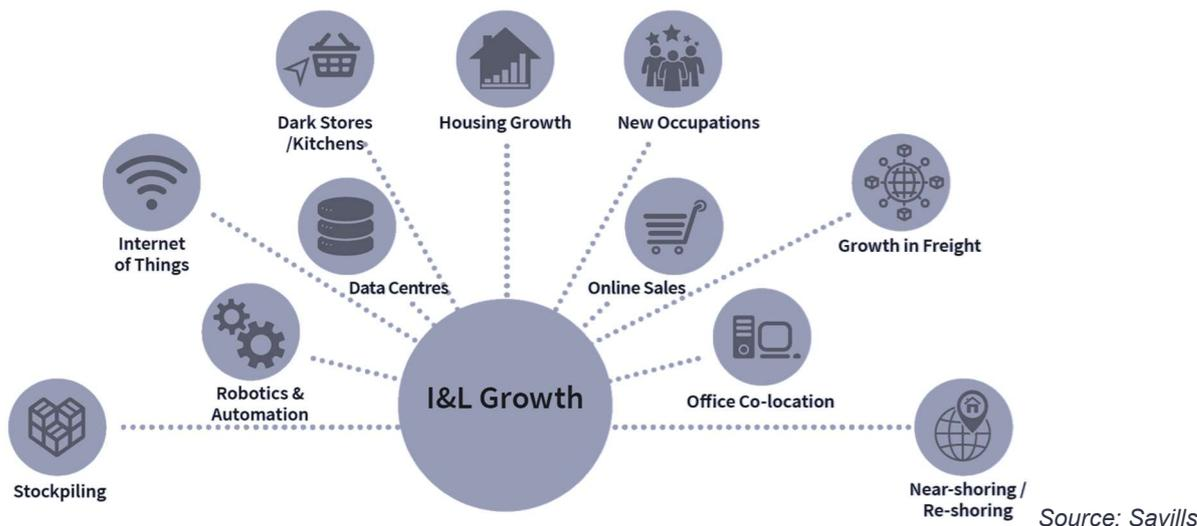 Dark Stores
/Kitchens
Housing Growth
New Occupations
Internet
of Things
Growth in Freight
Data Centres
Online Sales
Robotics &
Automation
I&L Growth
Office Co-location
Stockpiling
Near-shoring /
Re-shoring
Source: Savills